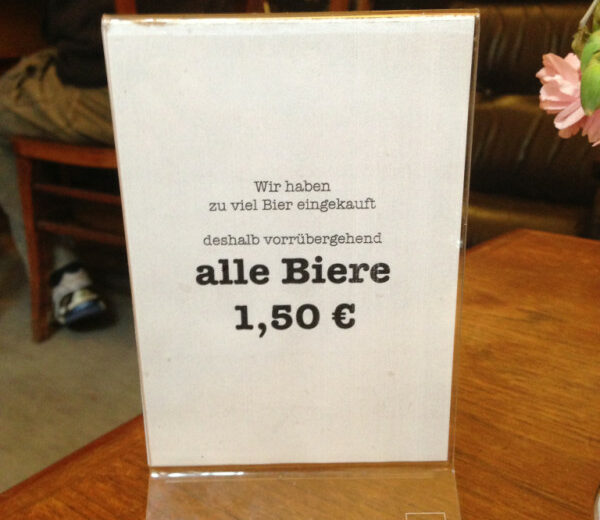 Wir haben
zu viel Bier eingekauft
deshalb vorrübergehend
alle Biere
1,50 €